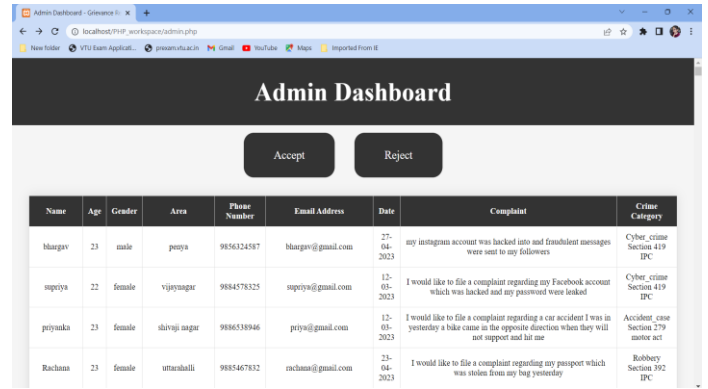 Admin Dashboard - Grievance Re
localhost/PHP_workspace/admin.php
New folder VTU Exam Applicati... prexam.vtu.ac.in Gmail YouTube Maps Imported From IE
Admin Dashboard
Accept Reject
Name Age Gender Area Phone Number Email Address Date Complaint Crime Category
bhargav 23 male penya 9856324587 bhargav@gmail.com 27-04-2023 my instagram account was hacked into and fraudulent messages were sent to my followers Cyber_crime Section 419 IPC
supriya 22 female vijaynagar 9884578325 supriya@gmail.com 12-03-2023 I would like to file a complaint regarding my Facebook account which was hacked and my password were leaked Cyber_crime Section 419 IPC
priyanka 23 female shivaji nagar 9886538946 priya@gmail.com 12-03-2023 I would like to file a complaint regarding a car accident I was in yesterday a bike came in the opposite direction when they will not support and hit me Accident_case Section 279 motor act
Rachana 23 female uttarahalli 9885467832 rachana@gmail.com 23-04-2023 I would like to file a complaint regarding my passport which was stolen from my bag yesterday Robbery Section 392 IPC